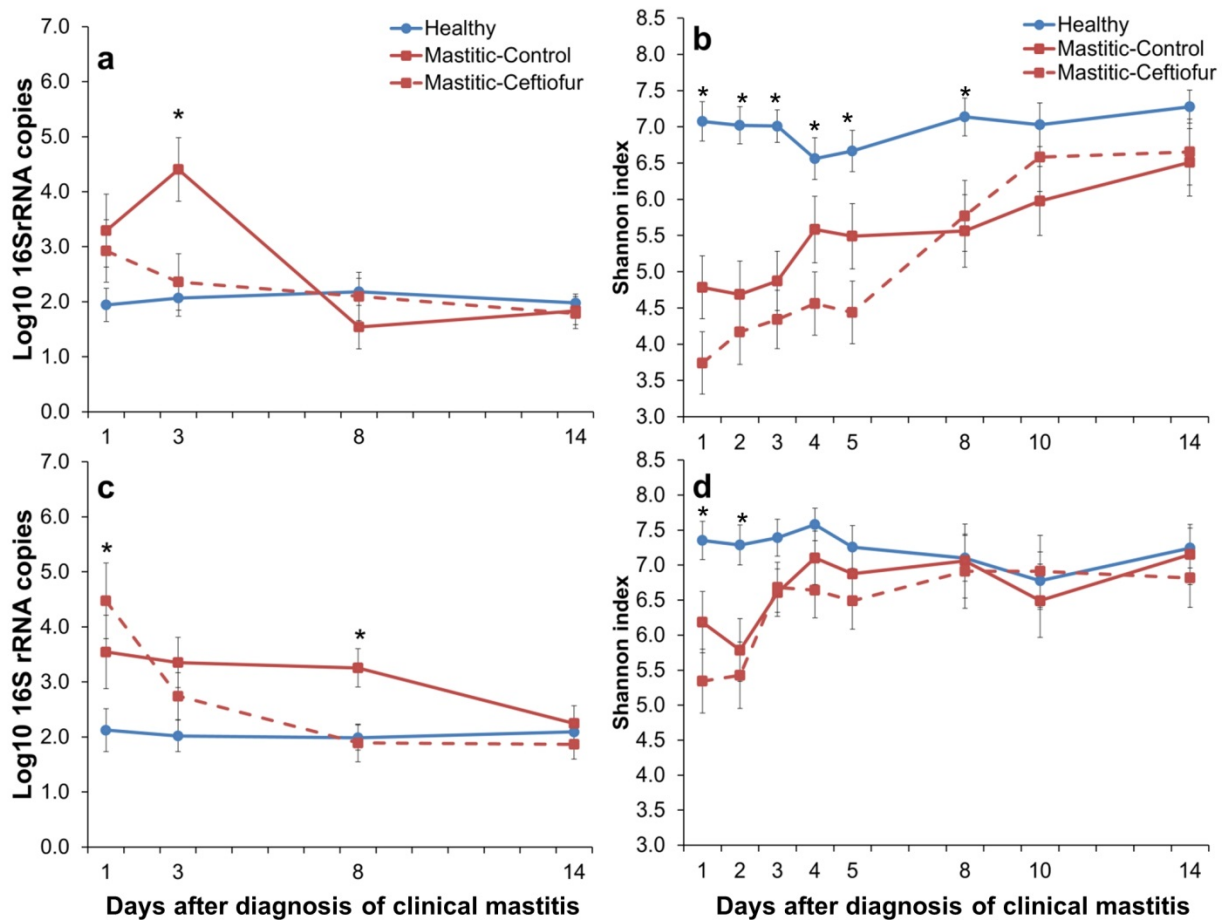 a
Healthy
Mastitic-Control
Mastitic-Ceftiofur
Log10 16SrRNA copies
7.0
6.0
5.0
4.0
3.0
2.0
1.0
0.0
*
1 3 8 14
b
Healthy
Mastitic-Control
Mastitic-Ceftiofur
Shannon index
8.5
8.0
7.5
7.0
6.5
6.0
5.5
5.0
4.5
4.0
3.5
3.0
* * * * * *
1 2 3 4 5 8 10 14
c
Log10 16S rRNA copies
7.0
6.0
5.0
4.0
3.0
2.0
1.0
0.0
* *
1 3 8 14
Days after diagnosis of clinical mastitis
d
Shannon index
8.5
8.0
7.5
7.0
6.5
6.0
5.5
5.0
4.5
4.0
3.5
3.0
* *
1 2 3 4 5 8 10 14
Days after diagnosis of clinical mastitis